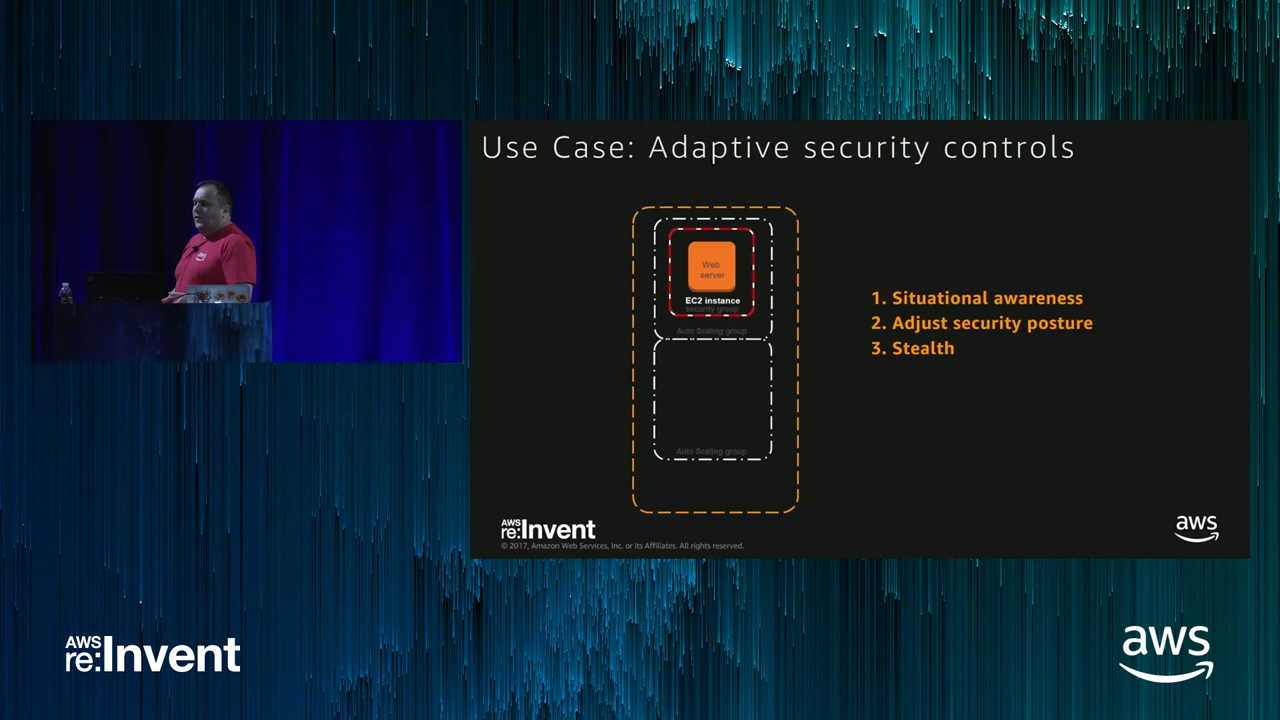 Use Case: Adaptive security controls
Web
server
EC2 instance
security group
Auto Scaling group
Auto Scaling group
1. Situational awareness
2. Adjust security posture
3. Stealth
AWS
re:Invent
© 2017, Amazon Web Services, Inc. or its Affiliates. All rights reserved.
aws
AWS
re:Invent
aws